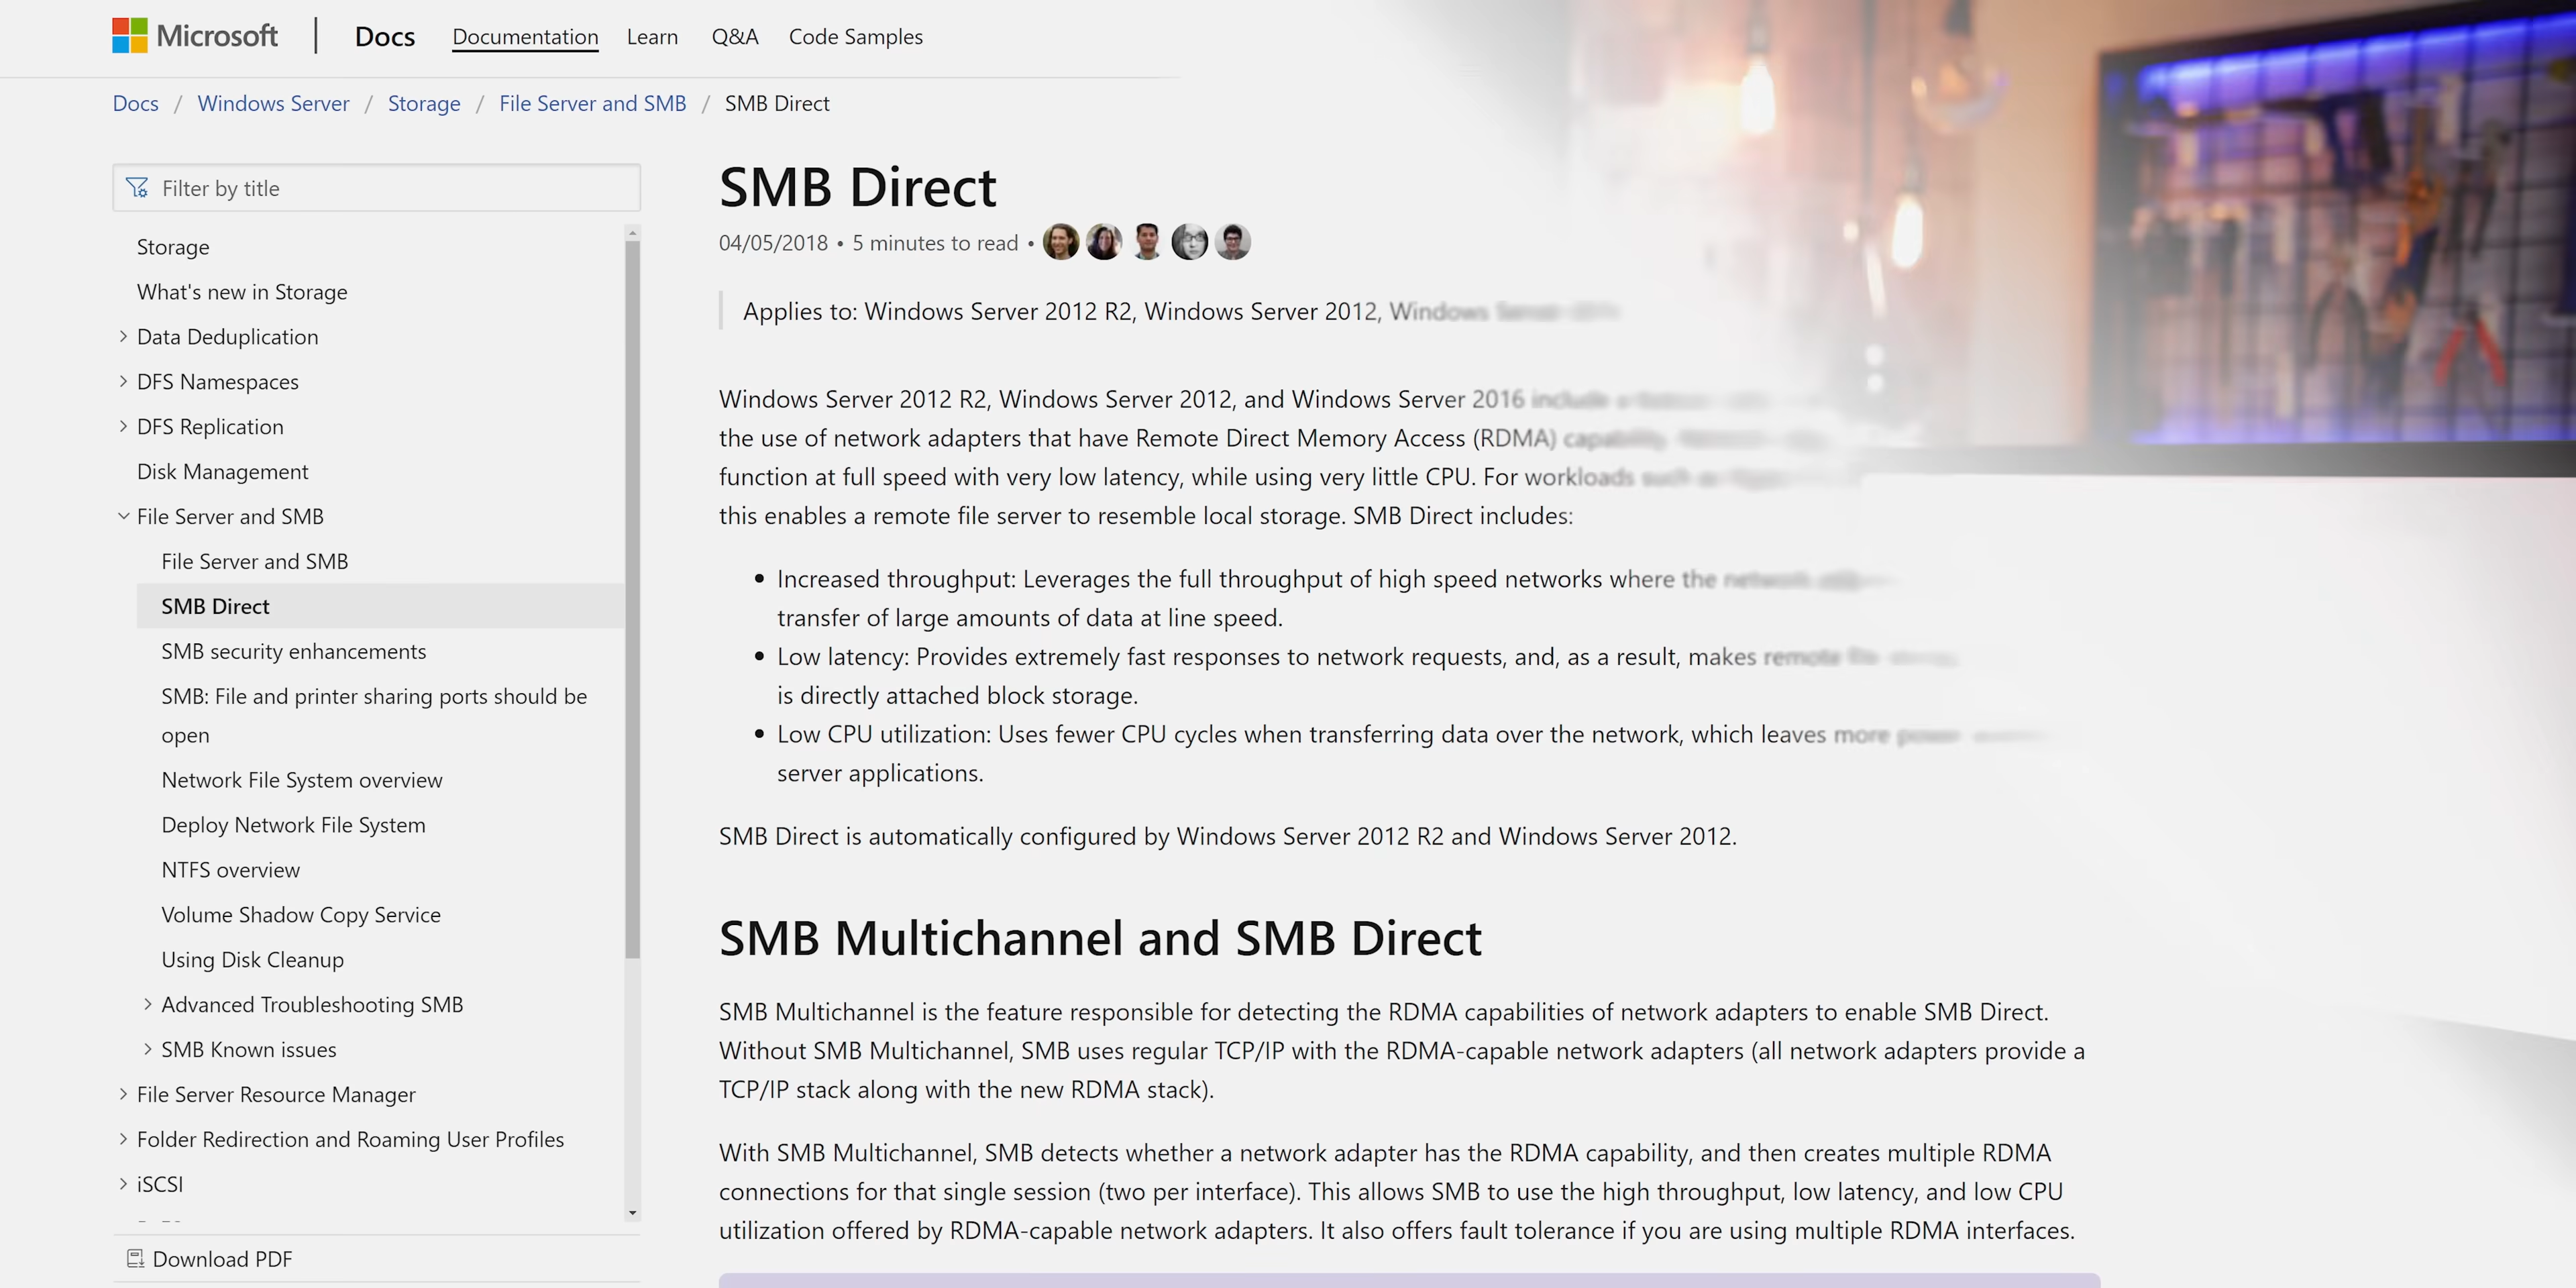 Microsoft | Docs Documentation Learn Q&A Code Samples
Docs / Windows Server / Storage / File Server and SMB / SMB Direct
Filter by title
Storage
What's new in Storage
Data Deduplication
DFS Namespaces
DFS Replication
Disk Management
File Server and SMB
File Server and SMB
SMB Direct
SMB security enhancements
SMB: File and printer sharing ports should be
open
Network File System overview
Deploy Network File System
NTFS overview
Volume Shadow Copy Service
Using Disk Cleanup
Advanced Troubleshooting SMB
SMB Known issues
File Server Resource Manager
Folder Redirection and Roaming User Profiles
iSCSI
Download PDF
SMB Direct
04/05/2018 • 5 minutes to read •
Applies to: Windows Server 2012 R2, Windows Server 2012, Windows Server
Windows Server 2012 R2, Windows Server 2012, and Windows Server 2016 include a
the use of network adapters that have Remote Direct Memory Access (RDMA) capability.
function at full speed with very low latency, while using very little CPU. For workloads such as
this enables a remote file server to resemble local storage. SMB Direct includes:
• Increased throughput: Leverages the full throughput of high speed networks where the network
transfer of large amounts of data at line speed.
• Low latency: Provides extremely fast responses to network requests, and, as a result, makes remote file
is directly attached block storage.
• Low CPU utilization: Uses fewer CPU cycles when transferring data over the network, which leaves more power
server applications.
SMB Direct is automatically configured by Windows Server 2012 R2 and Windows Server 2012.
SMB Multichannel and SMB Direct
SMB Multichannel is the feature responsible for detecting the RDMA capabilities of network adapters to enable SMB Direct.
Without SMB Multichannel, SMB uses regular TCP/IP with the RDMA-capable network adapters (all network adapters provide a
TCP/IP stack along with the new RDMA stack).
With SMB Multichannel, SMB detects whether a network adapter has the RDMA capability, and then creates multiple RDMA
connections for that single session (two per interface). This allows SMB to use the high throughput, low latency, and low CPU
utilization offered by RDMA-capable network adapters. It also offers fault tolerance if you are using multiple RDMA interfaces.